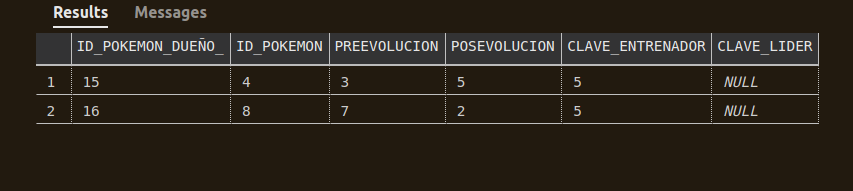 Results Messages
ID_POKEMON_DUEÑO_ ID_POKEMON PREEVOLUCION POSEVOLUCION CLAVE_ENTRENADOR CLAVE_LIDER
1 15 4 3 5 5 NULL
2 16 8 7 2 5 NULL